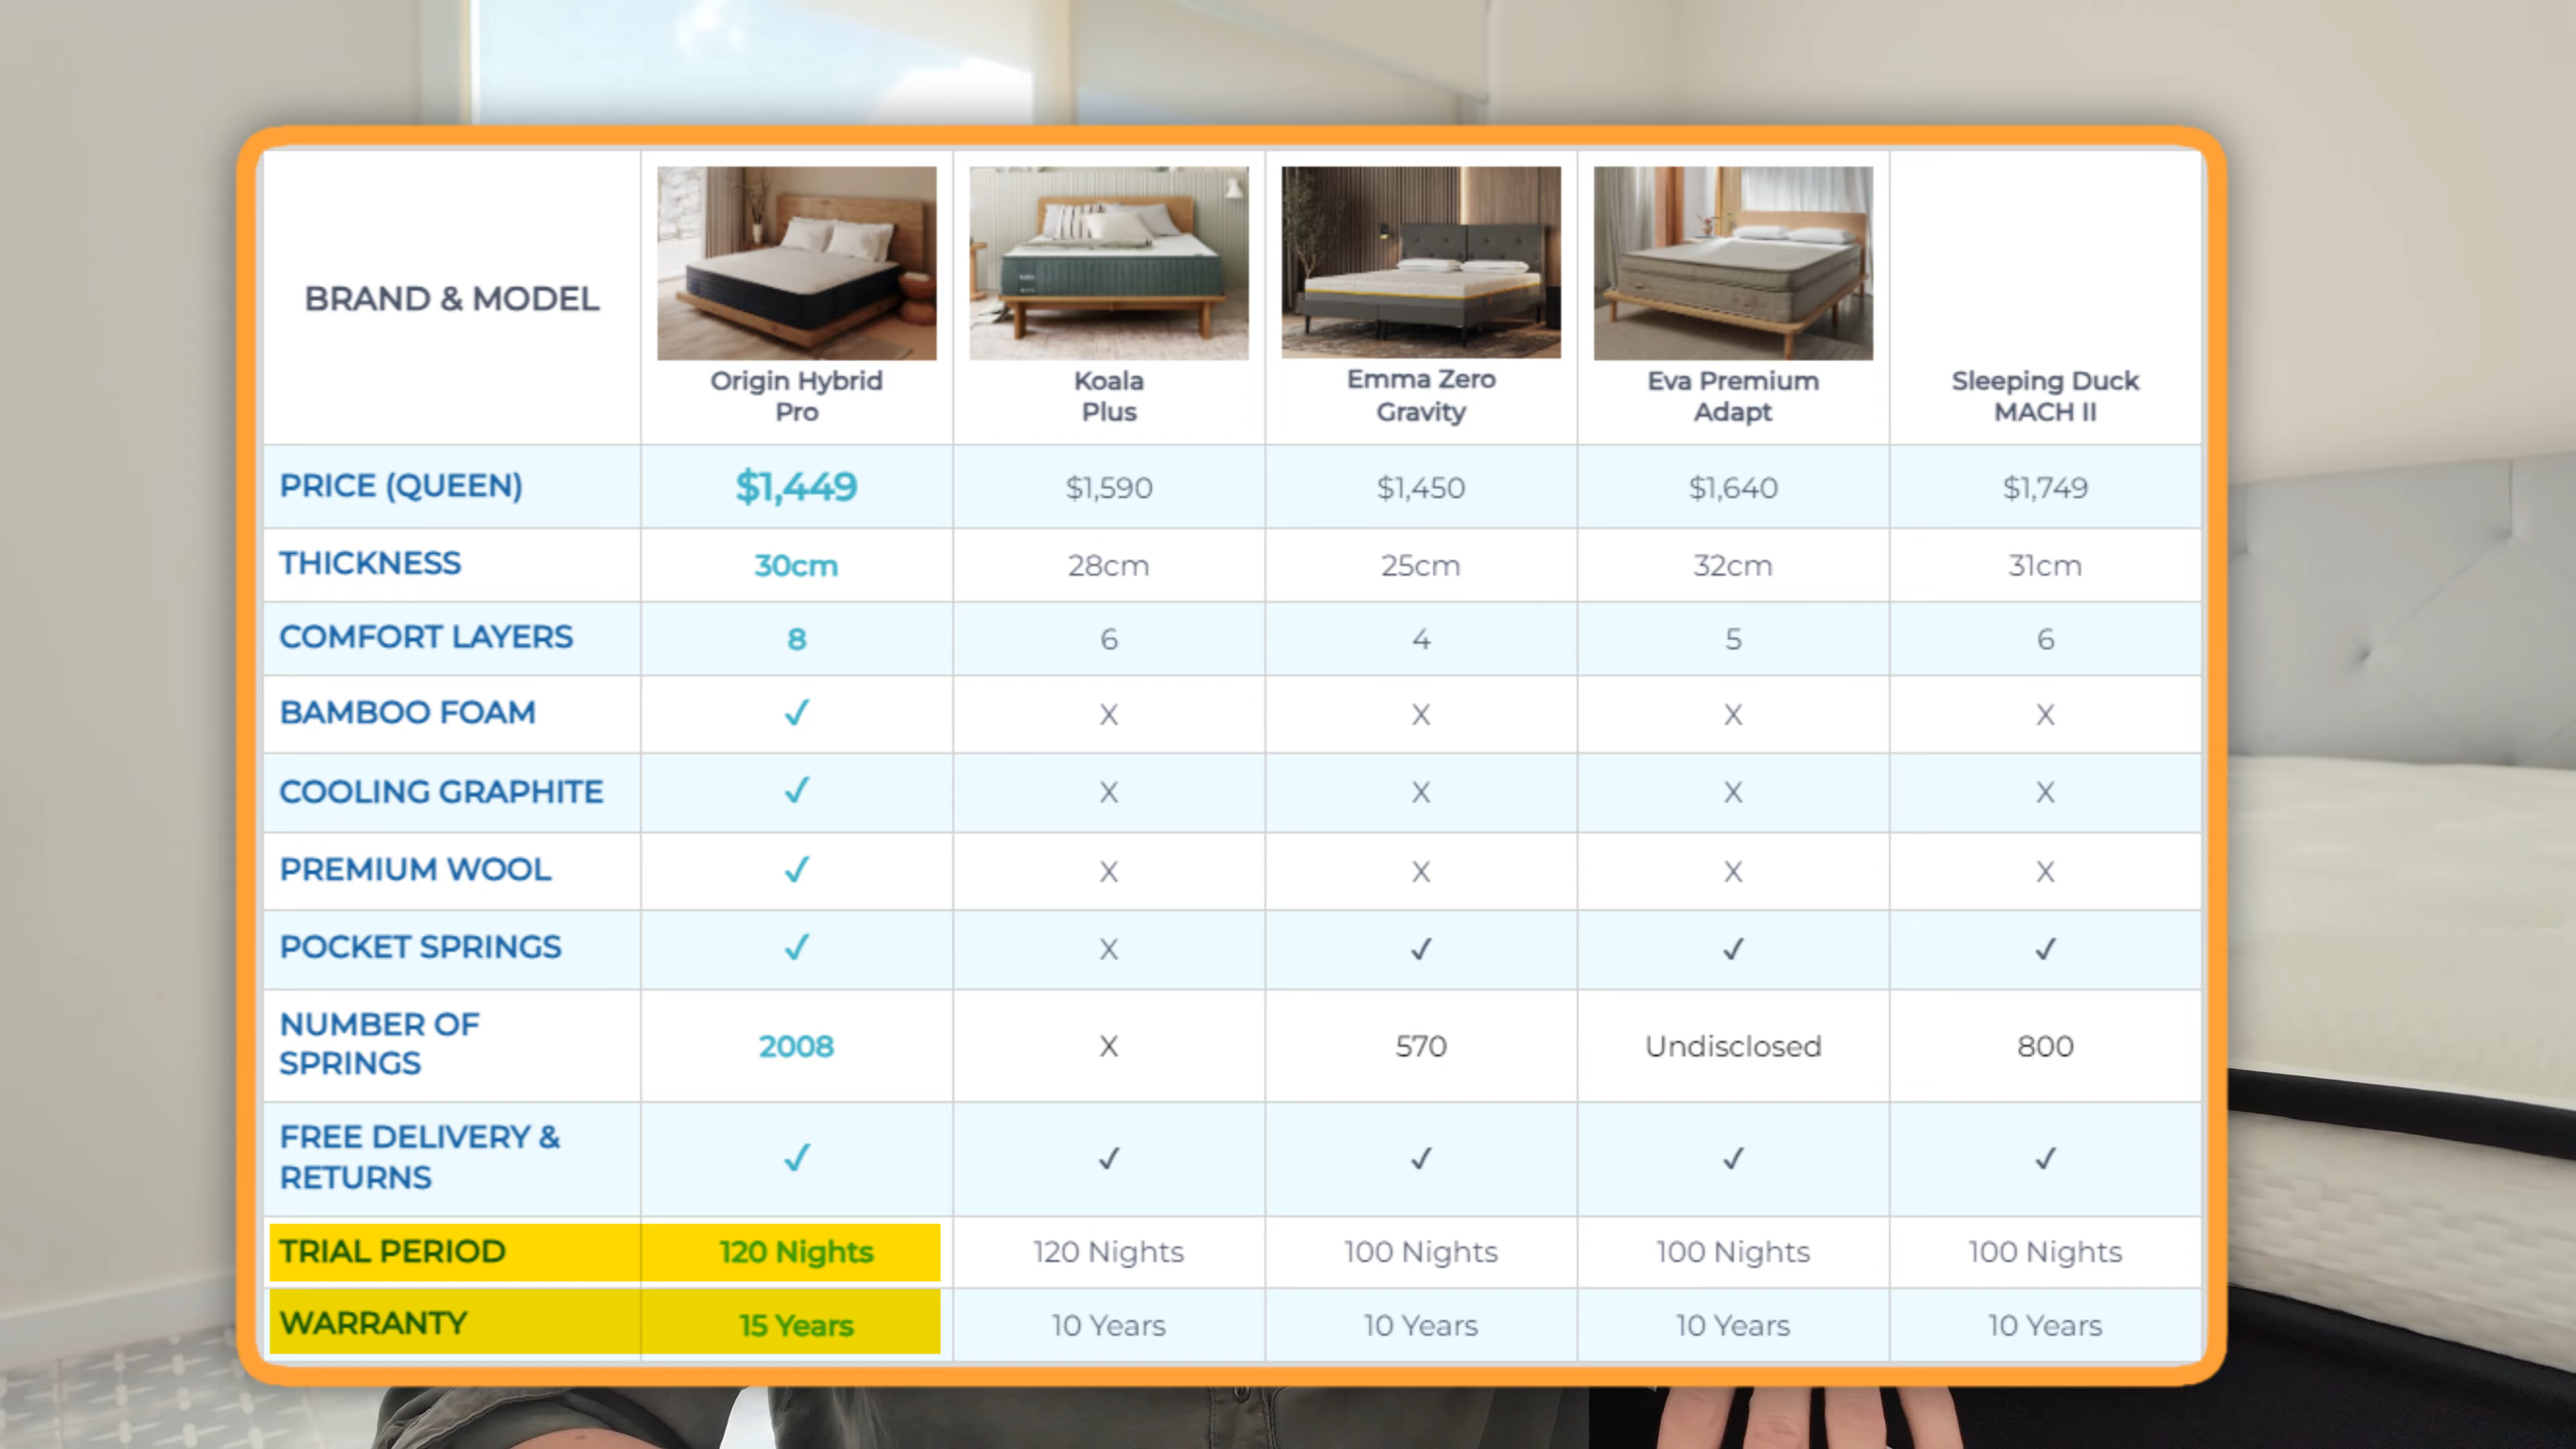 BRAND & MODEL
Origin Hybrid
Pro
Koala
Plus
Emma Zero
Gravity
Eva Premium
Adapt
Sleeping Duck
MACH II
PRICE (QUEEN) $1,449 $1,590 $1,450 $1,640 $1,749
THICKNESS 30cm 28cm 25cm 32cm 31cm
COMFORT LAYERS 8 6 4 5 6
BAMBOO FOAM ✓ X X X X
COOLING GRAPHITE ✓ X X X X
PREMIUM WOOL ✓ X X X X
POCKET SPRINGS ✓ X ✓ ✓ ✓
NUMBER OF
SPRINGS
2008 X 570 Undisclosed 800
FREE DELIVERY &
RETURNS
✓ ✓ ✓ ✓ ✓
TRIAL PERIOD 120 Nights 120 Nights 100 Nights 100 Nights 100 Nights
WARRANTY 15 Years 10 Years 10 Years 10 Years 10 Years